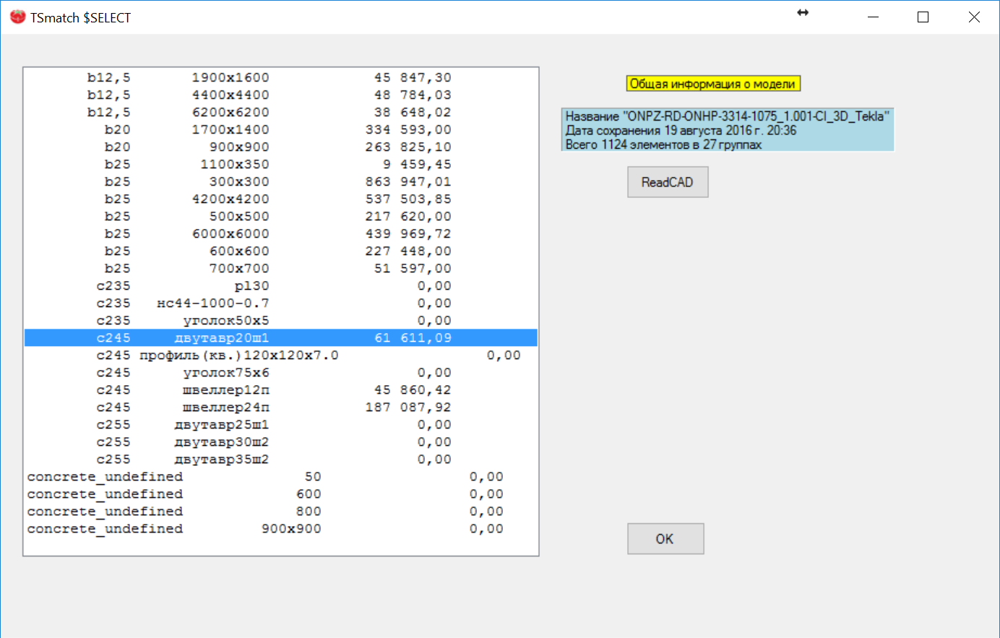 TSmatch $SELECT
b12,5 1900x1600 45 847,30
b12,5 4400x4400 48 784,03
b12,5 6200x6200 38 648,02
b20 1700x1400 334 593,00
b20 900x900 263 825,10
b25 1100x350 9 459,45
b25 300x300 863 947,01
b25 4200x4200 537 503,85
b25 500x500 217 620,00
b25 6000x6000 439 969,72
b25 600x600 227 448,00
b25 700x700 51 597,00
c235 pl30 0,00
c235 нс44-1000-0.7 0,00
c235 уголок50x5 0,00
c245 двутавр20ш1 61 611,09
c245 профиль(кв.)120x120x7.0 0,00
c245 уголок75x6 0,00
c245 швеллер12п 45 860,42
c245 швеллер24п 187 087,92
c255 двутавр25ш1 0,00
c255 двутавр30ш2 0,00
c255 двутавр35ш2 0,00
concrete_undefined 50 0,00
concrete_undefined 600 0,00
concrete_undefined 800 0,00
concrete_undefined 900x900 0,00
Общая информация о модели
Название "ONPZ-RD-ONHP-3314-1075_1.001-CI_3D_Tekla"
Дата сохранения 19 августа 2016 г. 20:36
Всего 1124 элементов в 27 группах
ReadCAD
OK